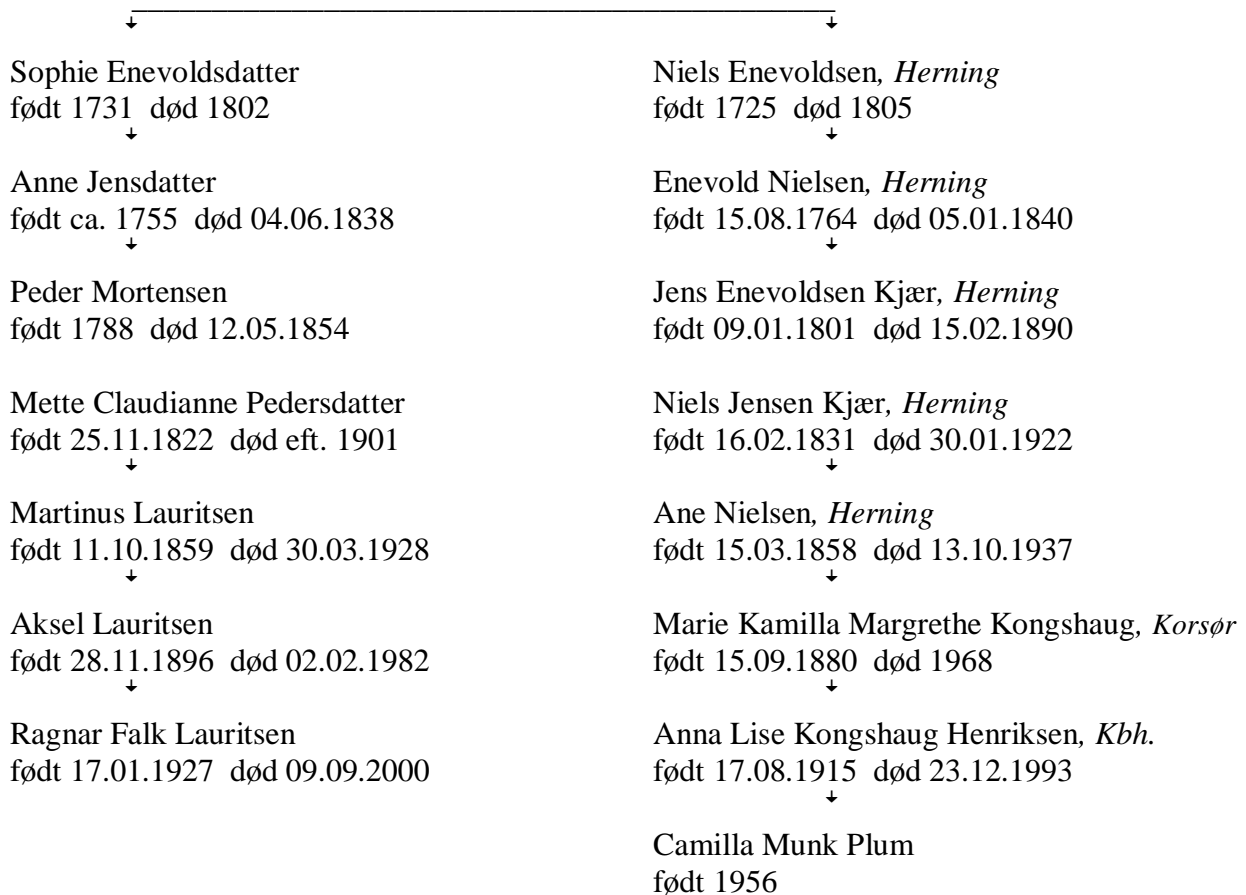 Sophie Enevoldsdatter
født 1731 død 1802
Anne Jensdatter
født ca. 1755 død 04.06.1838
Peder Mortensen
født 1788 død 12.05.1854
Mette Claudianne Pedersdatter
født 25.11.1822 død eft. 1901
Martinus Lauritsen
født 11.10.1859 død 30.03.1928
Aksel Lauritsen
født 28.11.1896 død 02.02.1982
Ragnar Falk Lauritsen
født 17.01.1927 død 09.09.2000
Niels Enevoldsen, Herning
født 1725 død 1805
Enevold Nielsen, Herning
født 15.08.1764 død 05.01.1840
Jens Enevoldsen Kjær, Herning
født 09.01.1801 død 15.02.1890
Niels Jensen Kjær, Herning
født 16.02.1831 død 30.01.1922
Ane Nielsen, Herning
født 15.03.1858 død 13.10.1937
Marie Kamilla Margrethe Kongshaug, Korsør
født 15.09.1880 død 1968
Anna Lise Kongshaug Henriksen, Kbh.
født 17.08.1915 død 23.12.1993
Camilla Munk Plum
født 1956